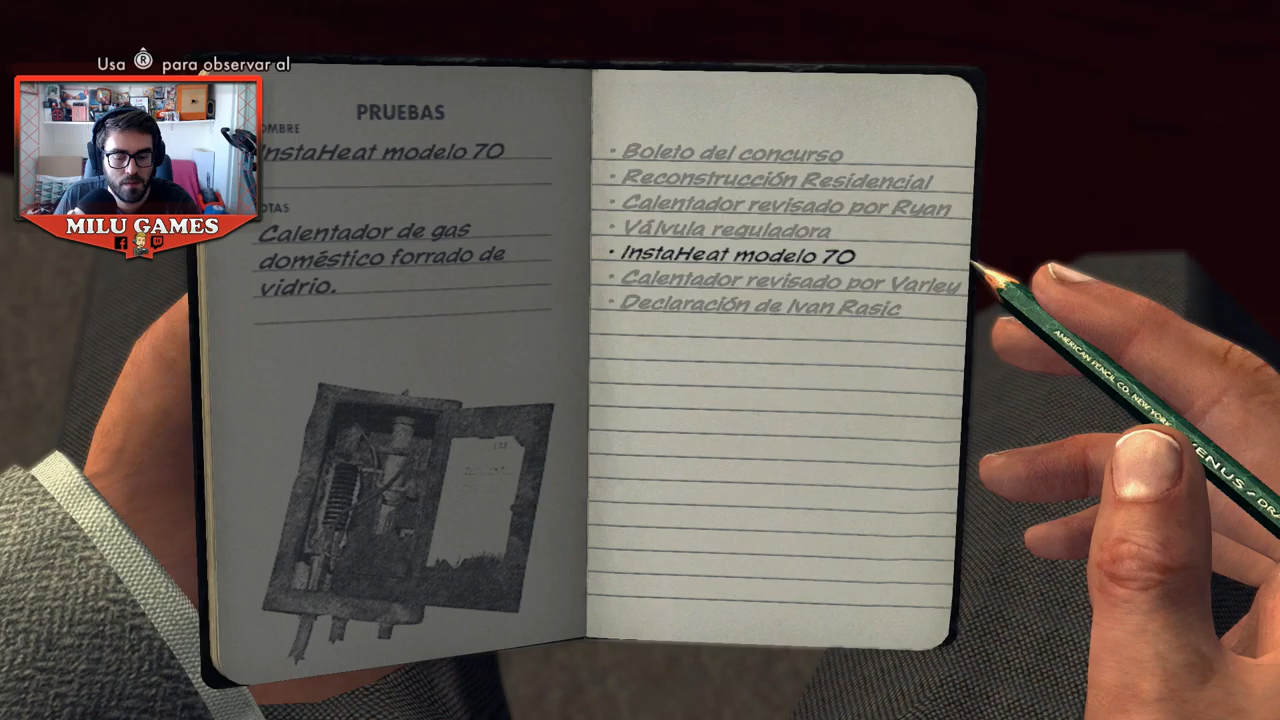 Usa R para observar al
MILU GAMES
PRUEBAS
OMBRE
InstaHeat modelo 70
OTAS
Calentador de gas
doméstico forrado de
vidrio.
• Boleto del concurso
• Reconstrucción Residencial
• Calentador revisado por Ryan
• Válvula reguladora
• InstaHeat modelo 70
• Calentador revisado por Varley
• Declaración de Ivan Rasic
AMERICAN PENCIL CO. NEW YORK
VENUS / DRA